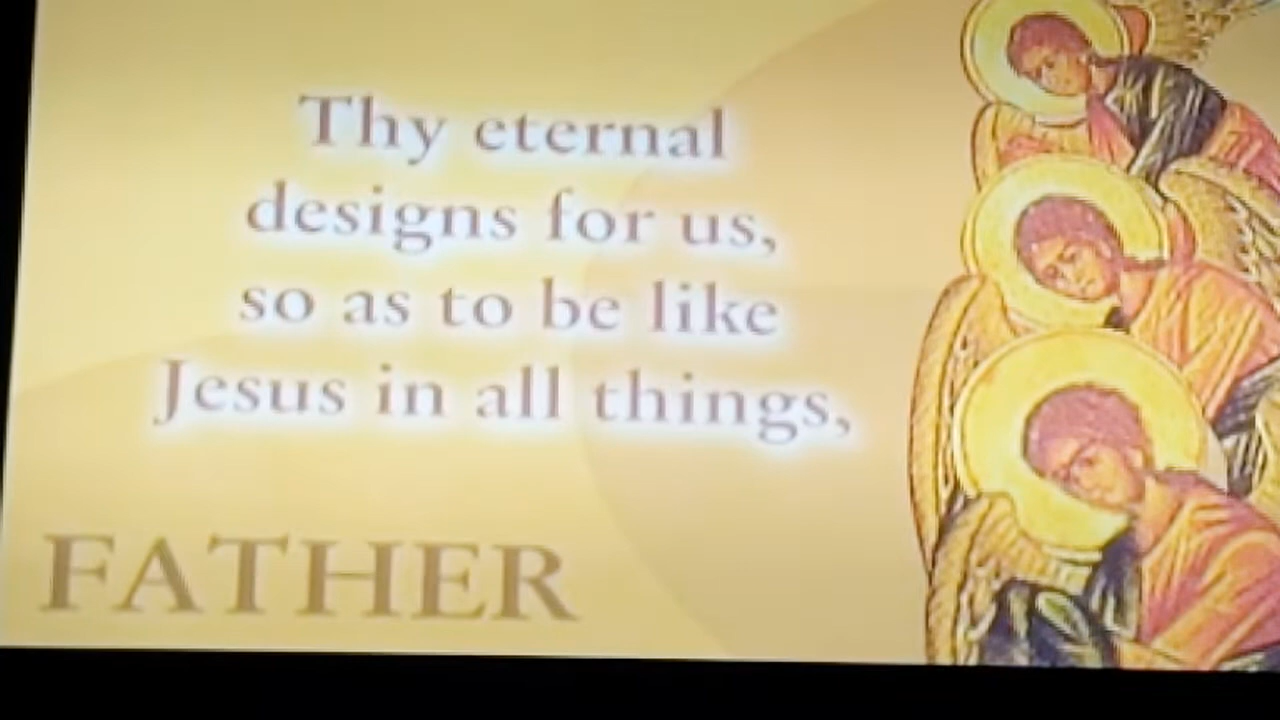 Thy eternal
designs for us,
so as to be like
Jesus in all things,
FATHER